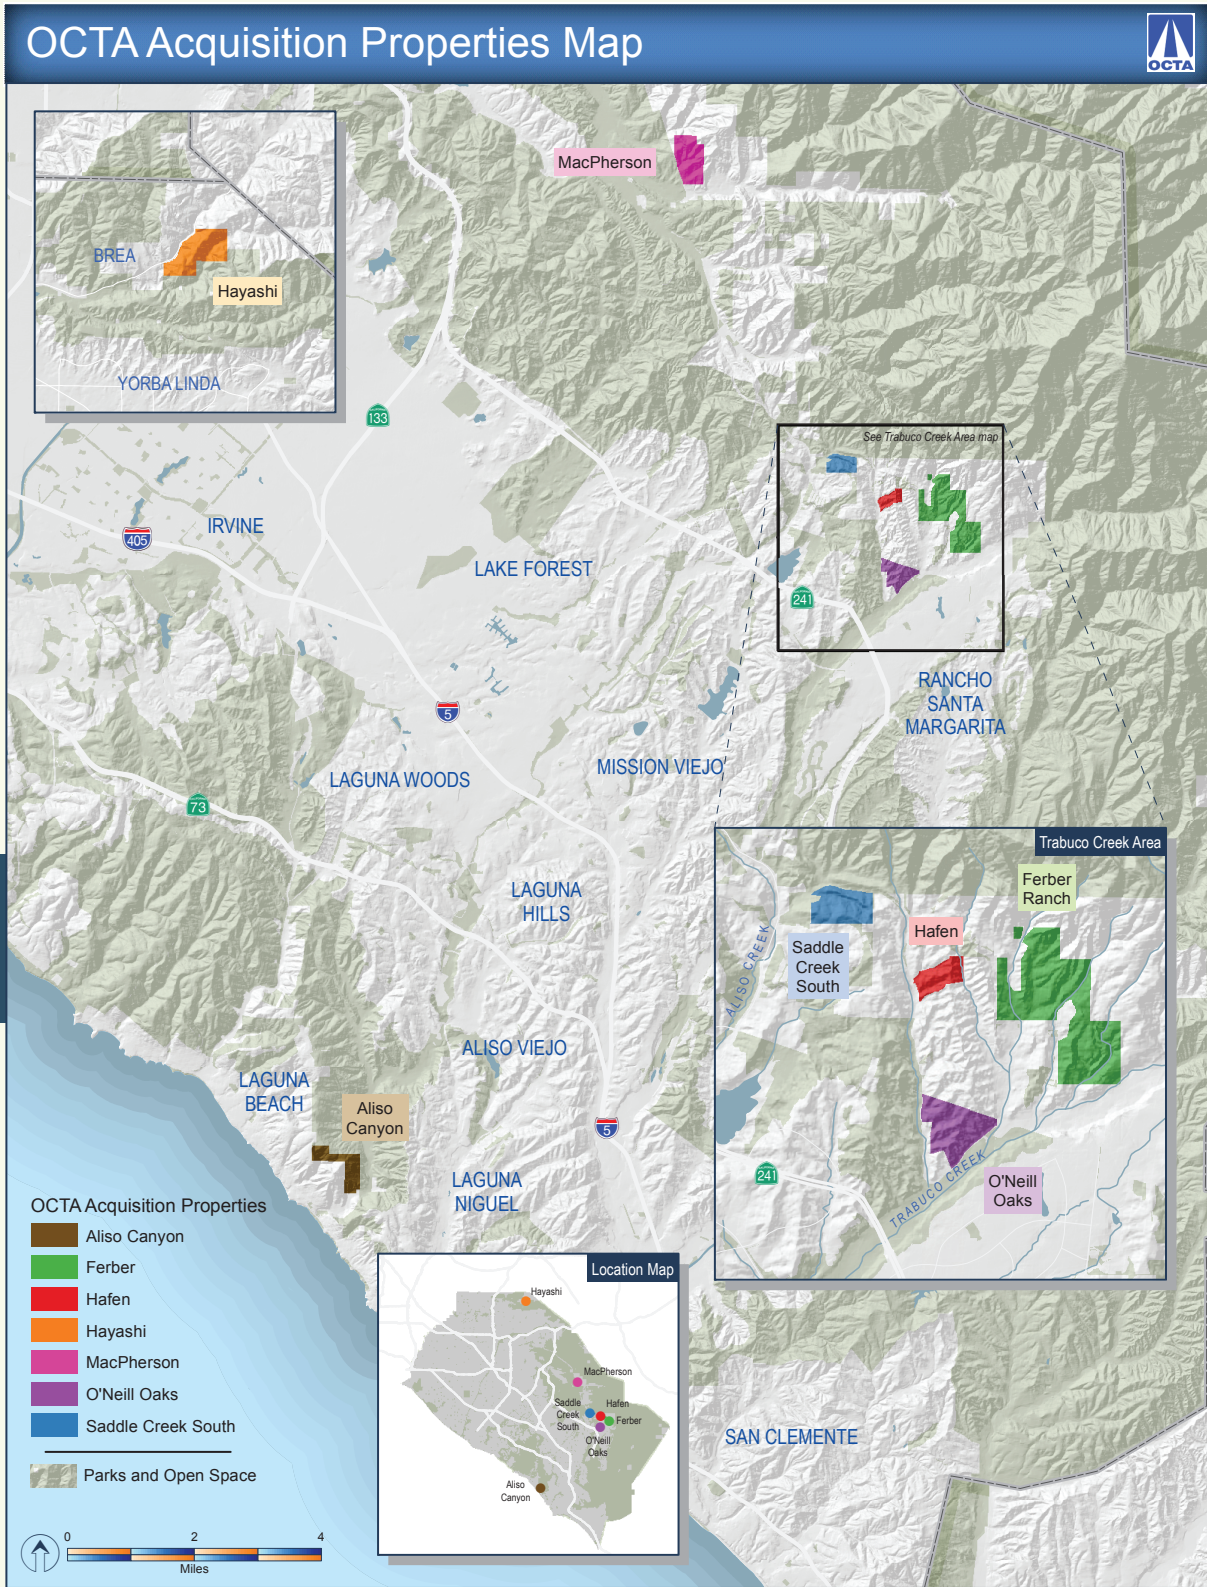 OCTA Acquisition Properties Map
OCTA
MacPherson
BREA
Hayashi
YORBA LINDA
133
See Trabuco Creek Area map
IRVINE
405
LAKE FOREST
241
RANCHO
SANTA
MARGARITA
5
MISSION VIEJO
LAGUNA WOODS
73
LAGUNA
HILLS
Trabuco Creek Area
Ferber
Ranch
Hafen
Saddle
Creek
South
ALISO CREEK
ALISO VIEJO
LAGUNA
BEACH
Aliso
Canyon
5
241
TRABUCO CREEK
O'Neill
Oaks
LAGUNA
NIGUEL
OCTA Acquisition Properties
Aliso Canyon
Ferber
Hafen
Hayashi
MacPherson
O'Neill Oaks
Saddle Creek South
Parks and Open Space
0 2 4
Miles
Location Map
Hayashi
MacPherson
Saddle
Creek
South
Hafen
Ferber
O'Neill
Oaks
Aliso
Canyon
SAN CLEMENTE